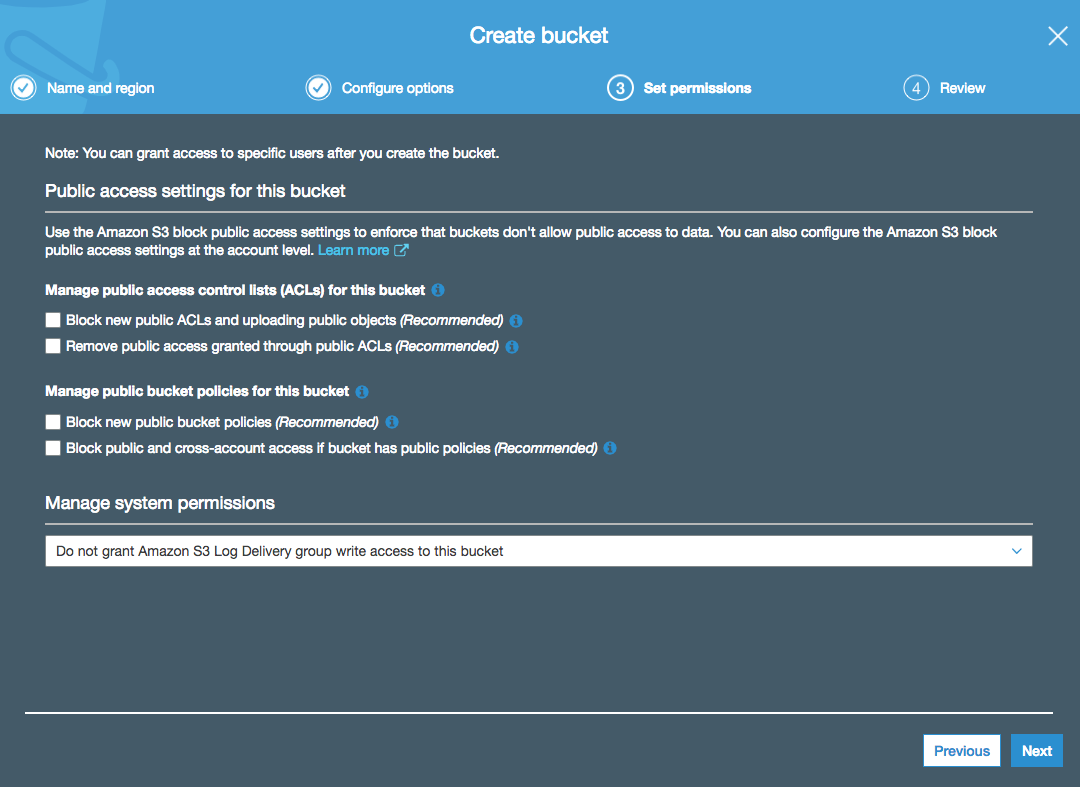 Create bucket
Name and region
Configure options
3 Set permissions
4 Review
Note: You can grant access to specific users after you create the bucket.
Public access settings for this bucket
Use the Amazon S3 block public access settings to enforce that buckets don't allow public access to data. You can also configure the Amazon S3 block
public access settings at the account level. Learn more
Manage public access control lists (ACLs) for this bucket
Block new public ACLs and uploading public objects (Recommended)
Remove public access granted through public ACLs (Recommended)
Manage public bucket policies for this bucket
Block new public bucket policies (Recommended)
Block public and cross-account access if bucket has public policies (Recommended)
Manage system permissions
Do not grant Amazon S3 Log Delivery group write access to this bucket
Previous
Next